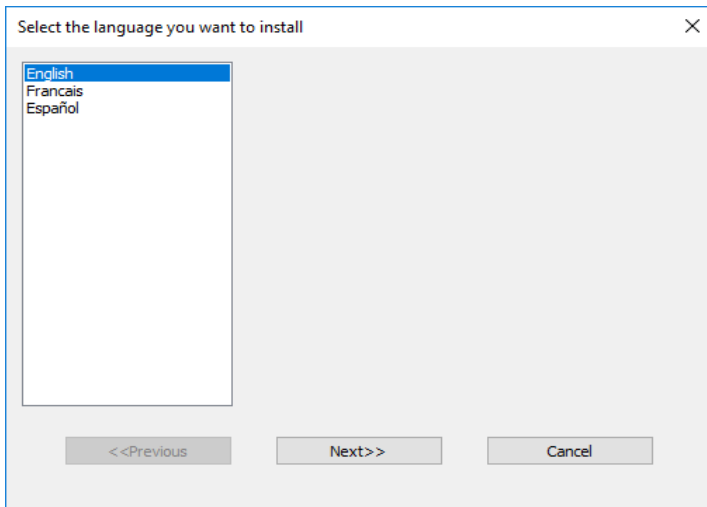 Select the language you want to install
English
Francais
Español
<<Previous
Next>>
Cancel